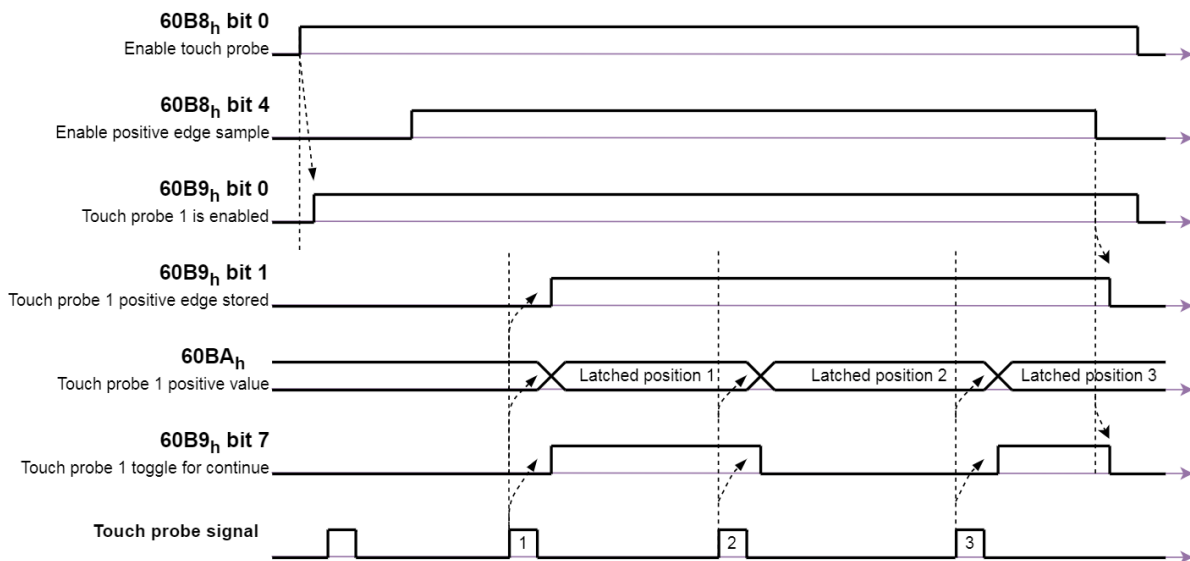 60B8h bit 0
Enable touch probe
60B8h bit 4
Enable positive edge sample
60B9h bit 0
Touch probe 1 is enabled
60B9h bit 1
Touch probe 1 positive edge stored
60BAh
Touch probe 1 positive value
Latched position 1
Latched position 2
Latched position 3
60B9h bit 7
Touch probe 1 toggle for continue
Touch probe signal
1
2
3